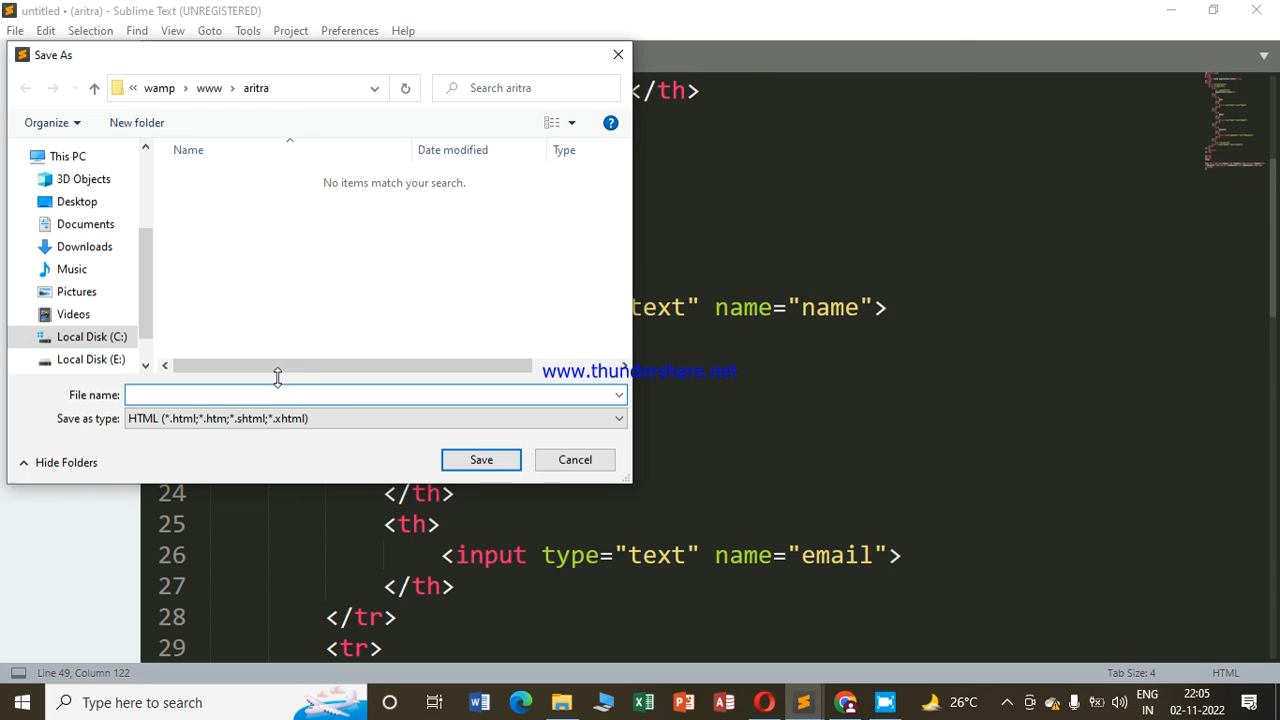 untitled • (aritra) - Sublime Text (UNREGISTERED)
File Edit Selection Find View Goto Tools Project Preferences Help
Save As
« wamp › www › aritra
Search aritra
Organize
New folder
Name
Date modified
Type
No items match your search.
This PC
3D Objects
Desktop
Documents
Downloads
Music
Pictures
Videos
Local Disk (C:)
Local Disk (E:)
File name:
Save as type: HTML (*.html;*.htm;*.shtml;*.xhtml)
Hide Folders
Save
Cancel
</th>
text" name="name">
www.thundershare.net
24 </th>
25 <th>
26 <input type="text" name="email">
27 </th>
28 </tr>
29 <tr>
Line 49, Column 122
Tab Size: 4
HTML
Type here to search
26°C
ENG
IN
22:05
02-11-2022